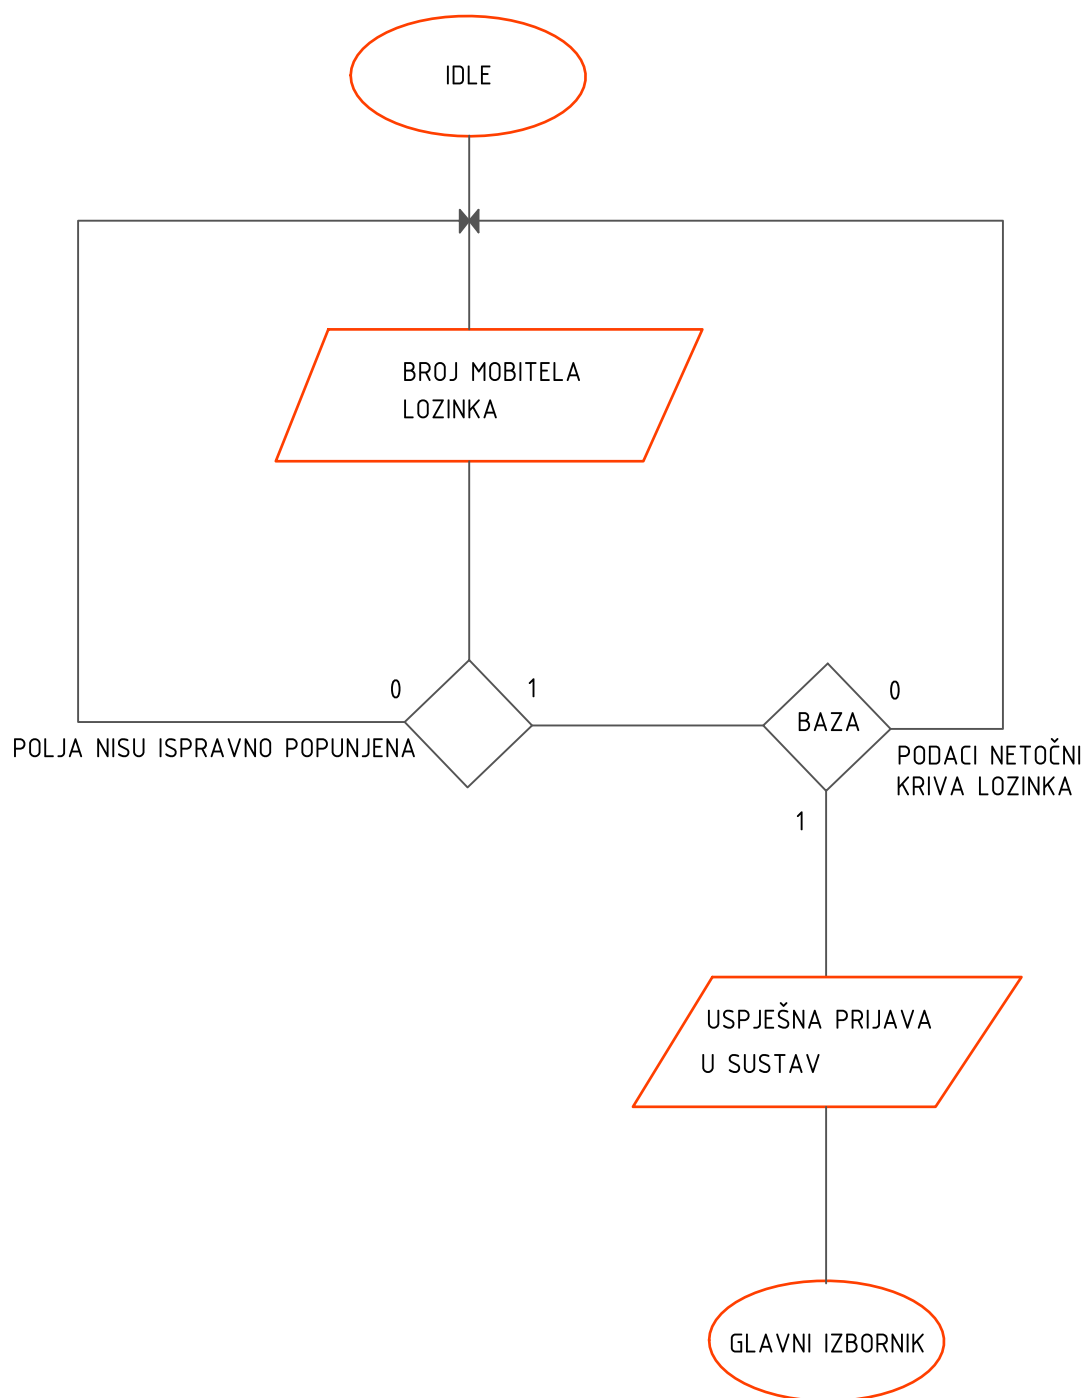 IDLE
BROJ MOBITELA
LOZINKA
0
1
POLJA NISU ISPRAVNO POPUNJENA
BAZA
0
PODACI NETOČNI
KRIVA LOZINKA
1
USPJEŠNA PRIJAVA
U SUSTAV
GLAVNI IZBORNIK